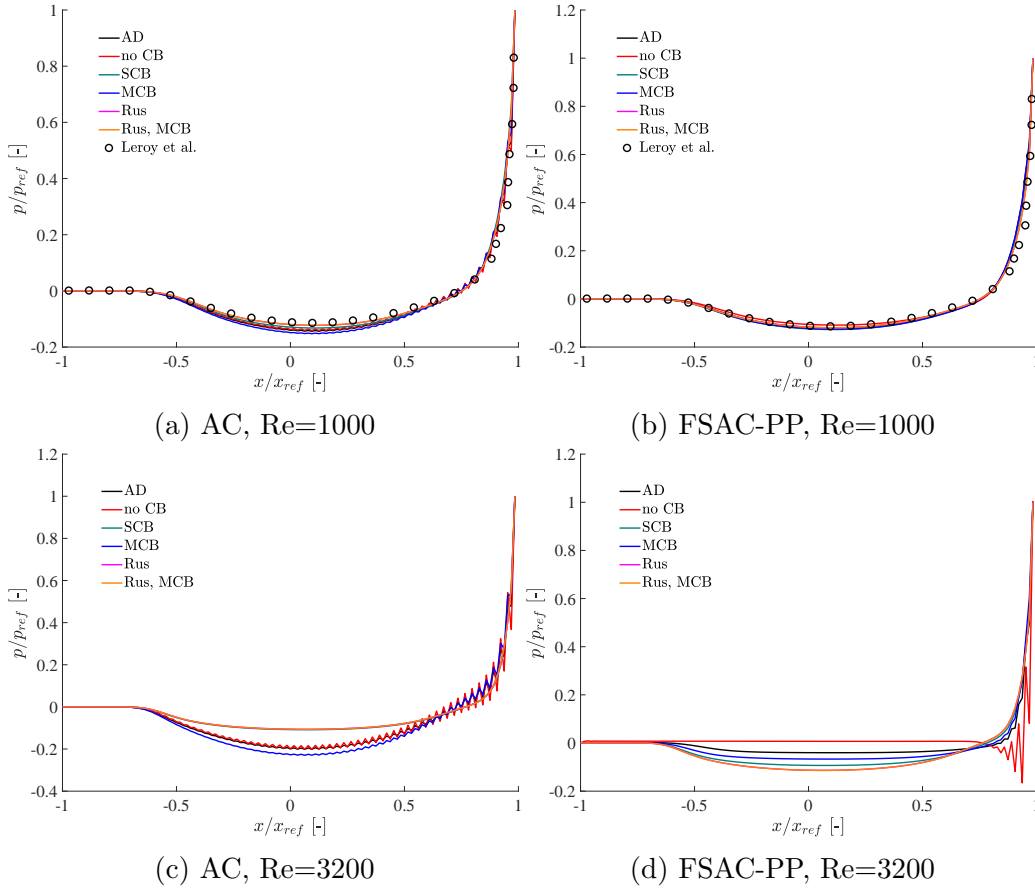 1
0.8
0.6
0.4
0.2
0
-0.2
-1
-0.5
0
0.5
1
p/p_ref [-]
x/x_ref [-]
AD
no CB
SCB
MCB
Rus
Rus, MCB
Leroy et al.
(a) AC, Re=1000
1.2
1
0.8
0.6
0.4
0.2
0
-0.2
-1
-0.5
0
0.5
1
p/p_ref [-]
x/x_ref [-]
AD
no CB
SCB
MCB
Rus
Rus, MCB
Leroy et al.
(b) FSAC-PP, Re=1000
1.2
1
0.8
0.6
0.4
0.2
0
-0.2
-0.4
-1
-0.5
0
0.5
1
p/p_ref [-]
x/x_ref [-]
AD
no CB
SCB
MCB
Rus
Rus, MCB
(c) AC, Re=3200
1.2
1
0.8
0.6
0.4
0.2
0
-0.2
-1
-0.5
0
0.5
1
p/p_ref [-]
x/x_ref [-]
AD
no CB
SCB
MCB
Rus
Rus, MCB
(d) FSAC-PP, Re=3200